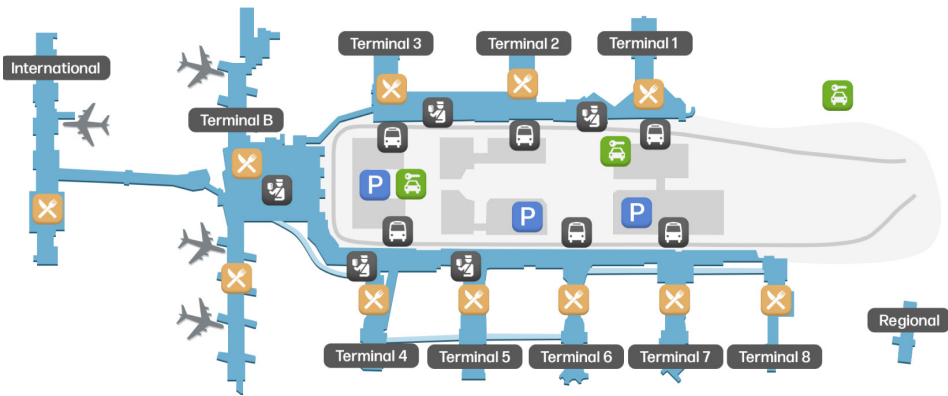 Terminal 3
Terminal 2
Terminal 1
International
Terminal B
P
P
P
Regional
Terminal 4
Terminal 5
Terminal 6
Terminal 7
Terminal 8